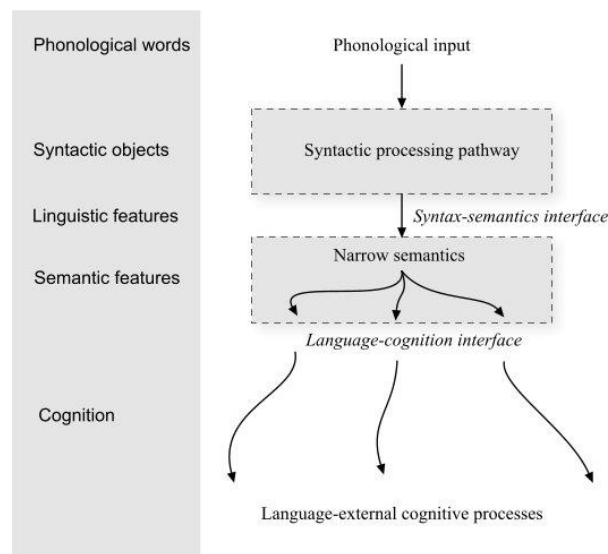 Phonological words
Phonological input
Syntactic objects
Syntactic processing pathway
Linguistic features
Syntax-semantics interface
Narrow semantics
Semantic features
Language-cognition interface
Cognition
Language-external cognitive processes